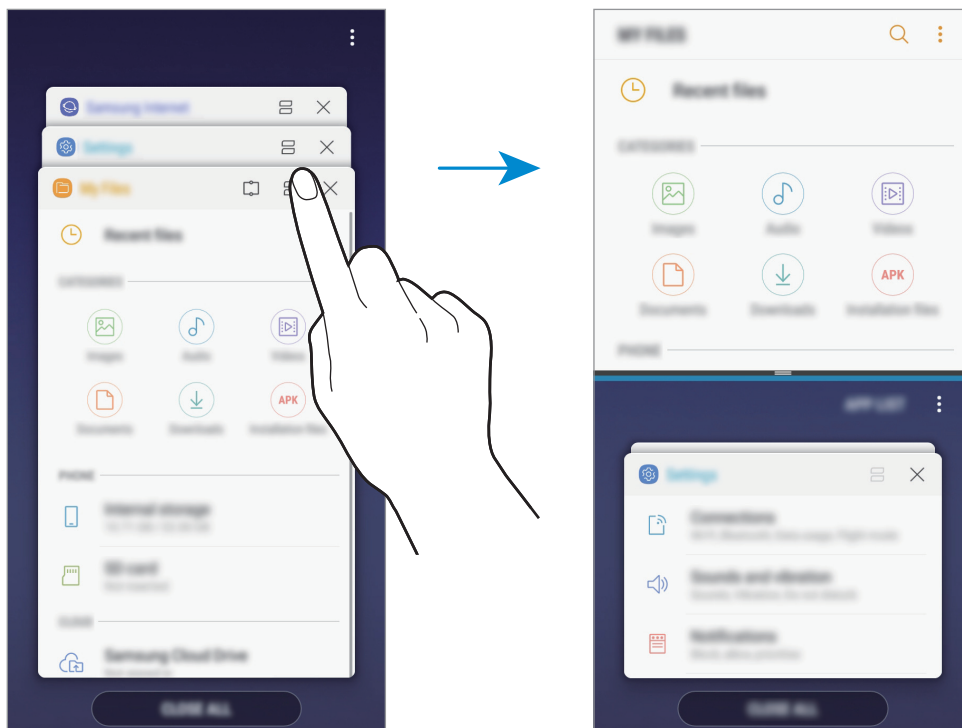 Samsung Internet
Settings
My Files
Recent files
CATEGORIES
Images
Audio
Videos
APK
Documents
Downloads
Installation files
PHONE
Internal storage
SD card
Not inserted
CLOUD
Samsung Cloud Drive
CLOSE ALL
MY FILES
Recent files
CATEGORIES
Images
Audio
Videos
APK
Documents
Downloads
Installation files
PHONE
APP LIST
Settings
Connections
Sounds and vibration
Notifications
CLOSE ALL